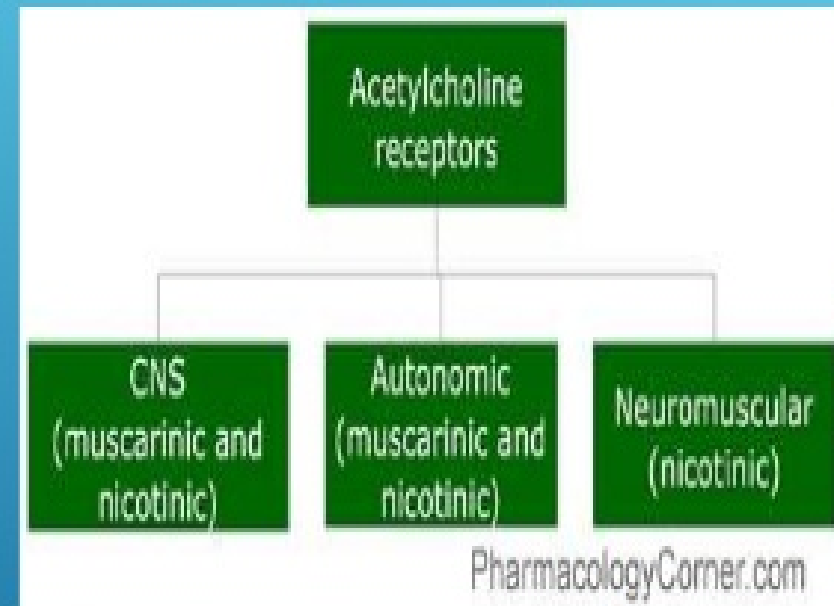 Acetylcholine
receptors
CNS
(muscarinic and
nicotinic)
Autonomic
(muscarinic and
nicotinic)
Neuromuscular
(nicotinic)
PharmacologyCorner.com